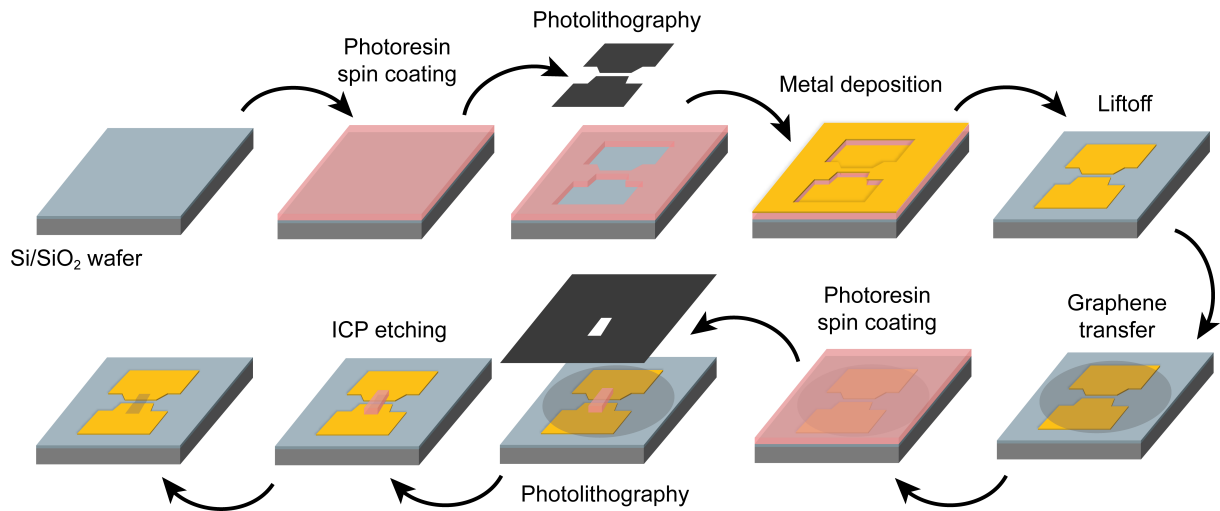 Photolithography
Photoresin
spin coating
Metal deposition
Liftoff
Si/SiO₂ wafer
Graphene
transfer
Photoresin
spin coating
ICP etching
Photolithography